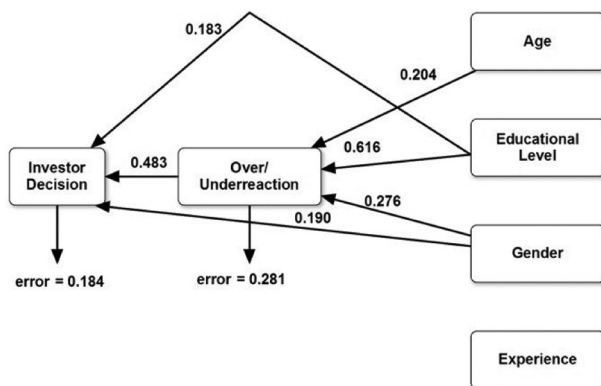 0.183
Age
0.204
Educational
Level
0.616
Investor
Decision
0.483
Over/
Underreaction
0.276
0.190
Gender
error = 0.184
error = 0.281
Experience